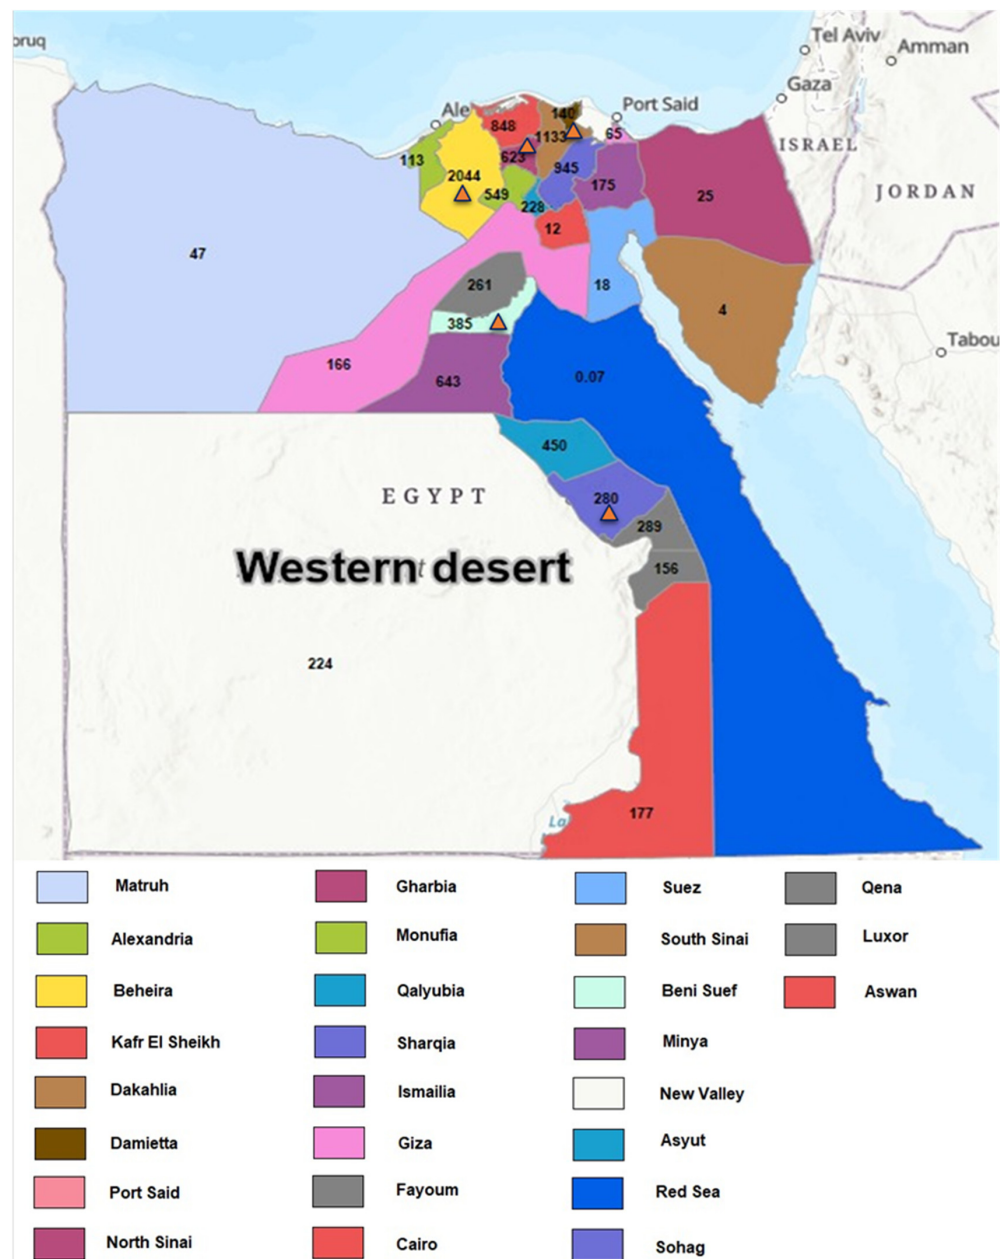 oruq
Tel Aviv
Amman
Gaza
Ale
Port Said
140
848
1133
65
ISRAEL
113
623
945
JORDAN
2044
549
175
25
228
12
47
261
18
4
385
Tabou
166
643
0.07
450
EGYPT
280
289
Western desert
156
224
177
La
Matruh
Gharbia
Suez
Qena
Alexandria
Monufia
South Sinai
Luxor
Beheira
Qalyubia
Beni Suef
Aswan
Kafr El Sheikh
Sharqia
Minya
Dakahlia
Ismailia
New Valley
Damietta
Giza
Asyut
Port Said
Fayoum
Red Sea
North Sinai
Cairo
Sohag